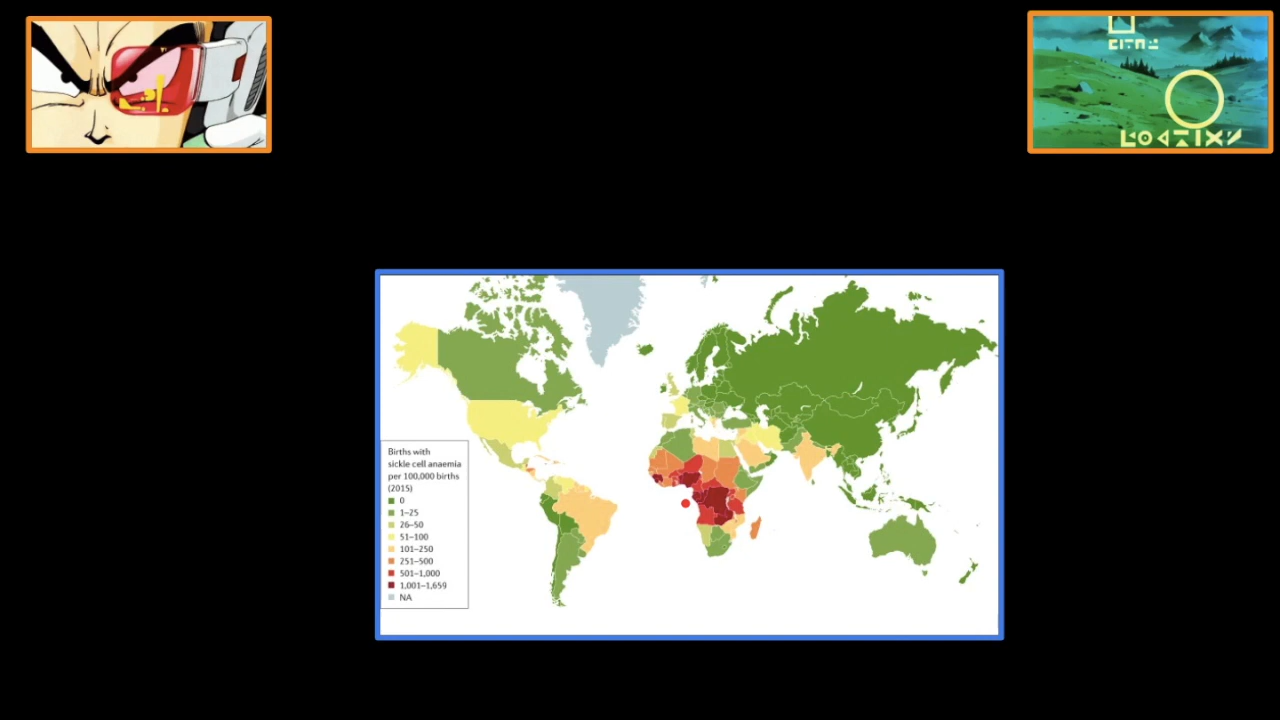 Births with
sickle cell anaemia
per 100,000 births
(2015)
0
1–25
26–50
51–100
101–250
251–500
501–1,000
1,001–1,659
NA